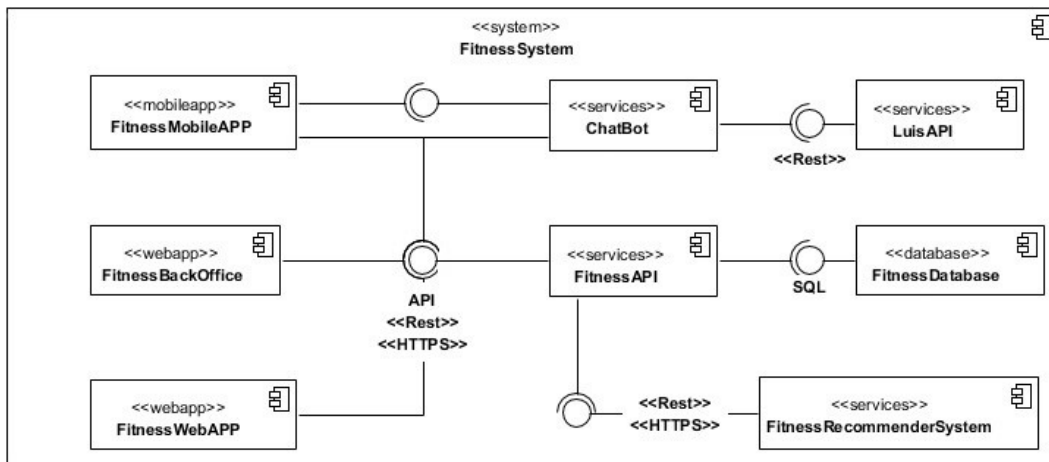 <<system>>
FitnessSystem
<<mobileapp>>
FitnessMobileAPP
<<services>>
ChatBot
<<services>>
LuisAPI
<<Rest>>
<<webapp>>
FitnessBackOffice
<<services>>
FitnessAPI
<<database>>
FitnessDatabase
API
<<Rest>>
<<HTTPS>>
SQL
<<webapp>>
FitnessWebAPP
<<Rest>>
<<HTTPS>>
<<services>>
FitnessRecommenderSystem